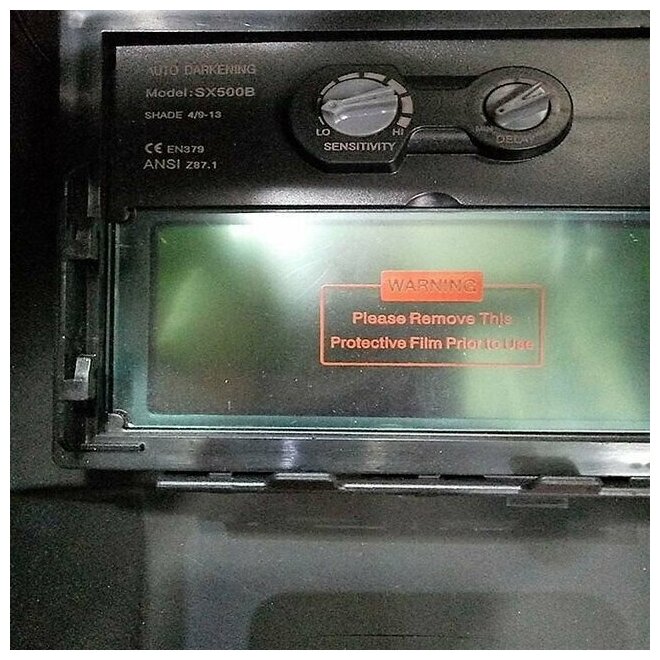 AUTO DARKENING
Model:SX500B
SHADE 4/9-13
CE EN379
ANSI Z87.1
LO
HI
SENSITIVITY
MIN
DELAY
WARNING
Please Remove This
Protective Film Prior to Use